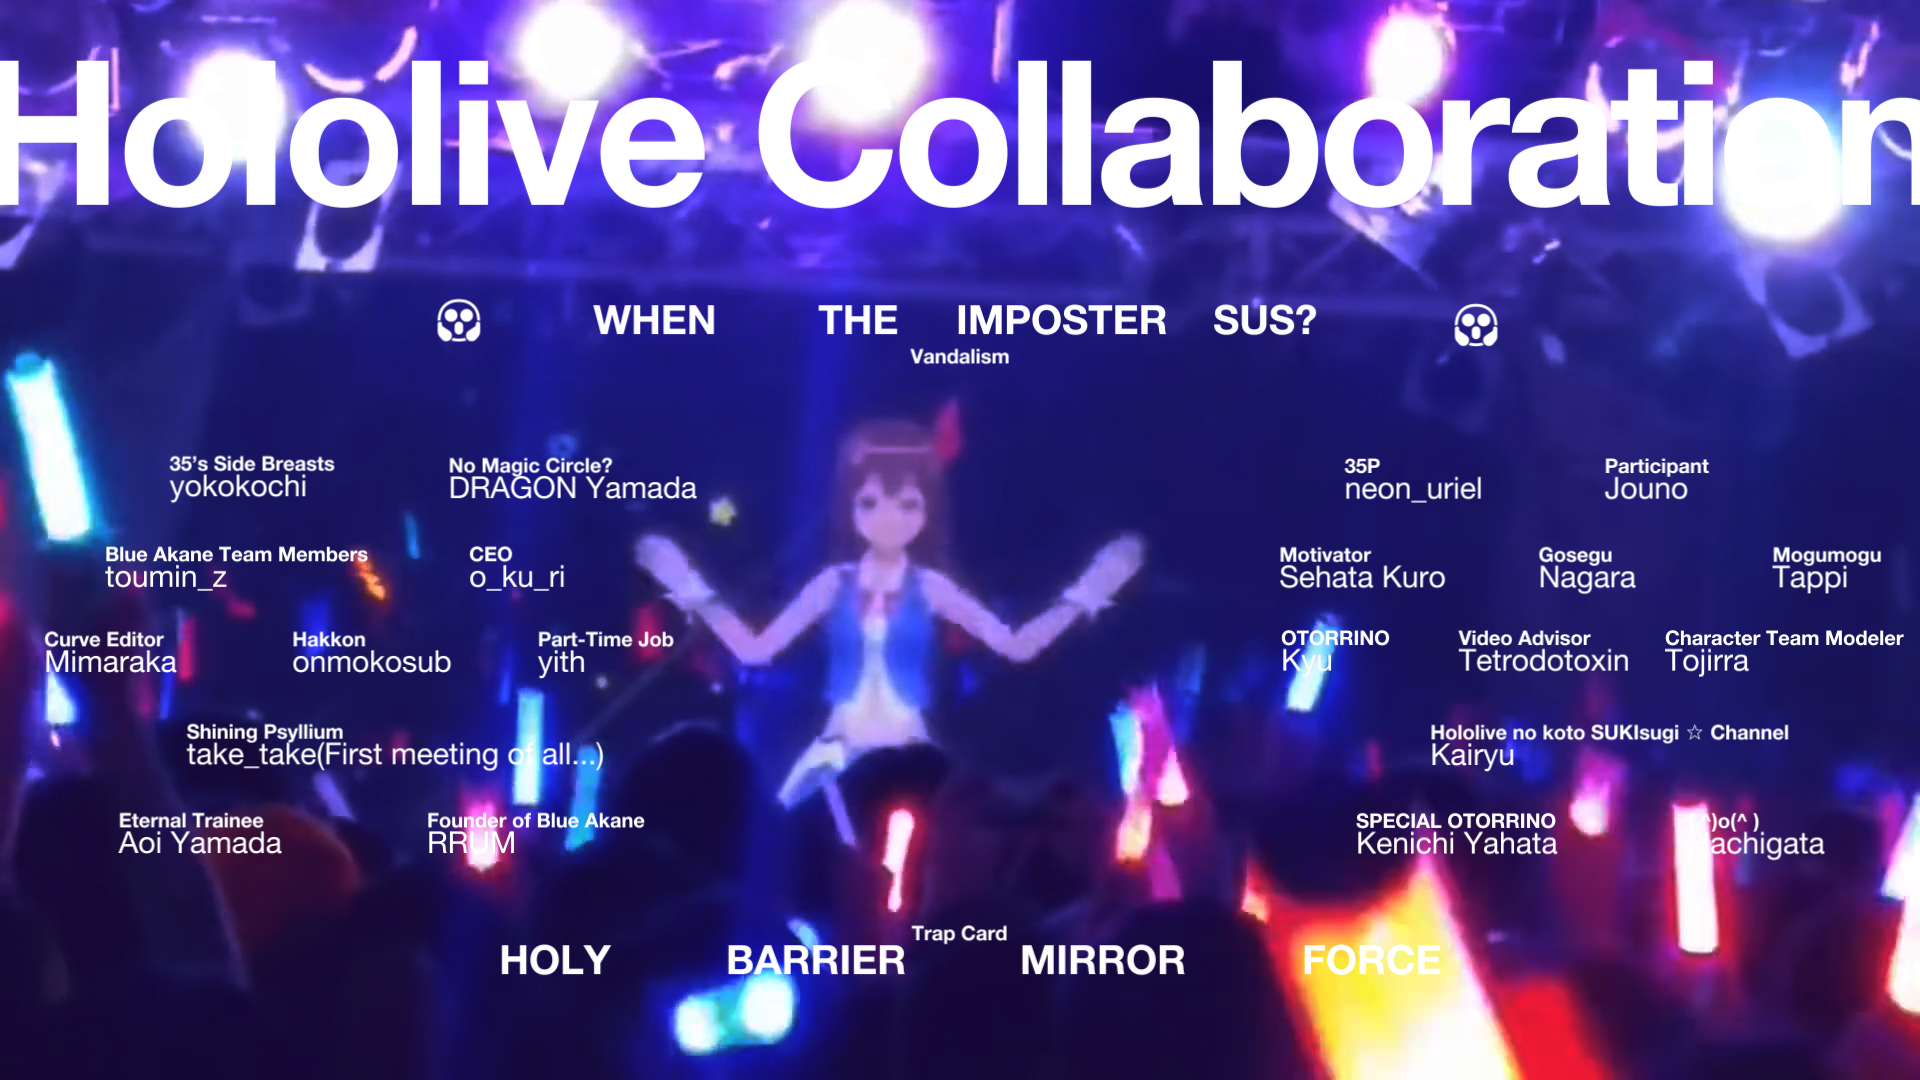 Hololive Collaboration
😱 WHEN THE IMPOSTER SUS? 😱
Vandalism
35's Side Breasts
yokokochi
No Magic Circle?
DRAGON Yamada
35P
neon_uriel
Participant
Jouno
Blue Akane Team Members
toumin_z
CEO
o_ku_ri
Motivator
Sehata Kuro
Gosegu
Nagara
Mogumogu
Tappi
Curve Editor
Mimaraka
Hakkon
onmokosub
Part-Time Job
yith
OTORRINO
Kyu
Video Advisor
Tetrodotoxin
Character Team Modeler
Tojirra
Shining Psyllium
take_take(First meeting of all...)
Hololive no koto SUKIsugi ☆ Channel
Kairyu
Eternal Trainee
Aoi Yamada
Founder of Blue Akane
RRUM
SPECIAL OTORRINO
Kenichi Yahata
Trap Card
HOLY BARRIER MIRROR FORCE